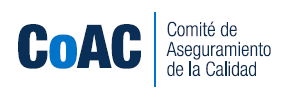 CoAC
Comité de
Aseguramiento
de la Calidad